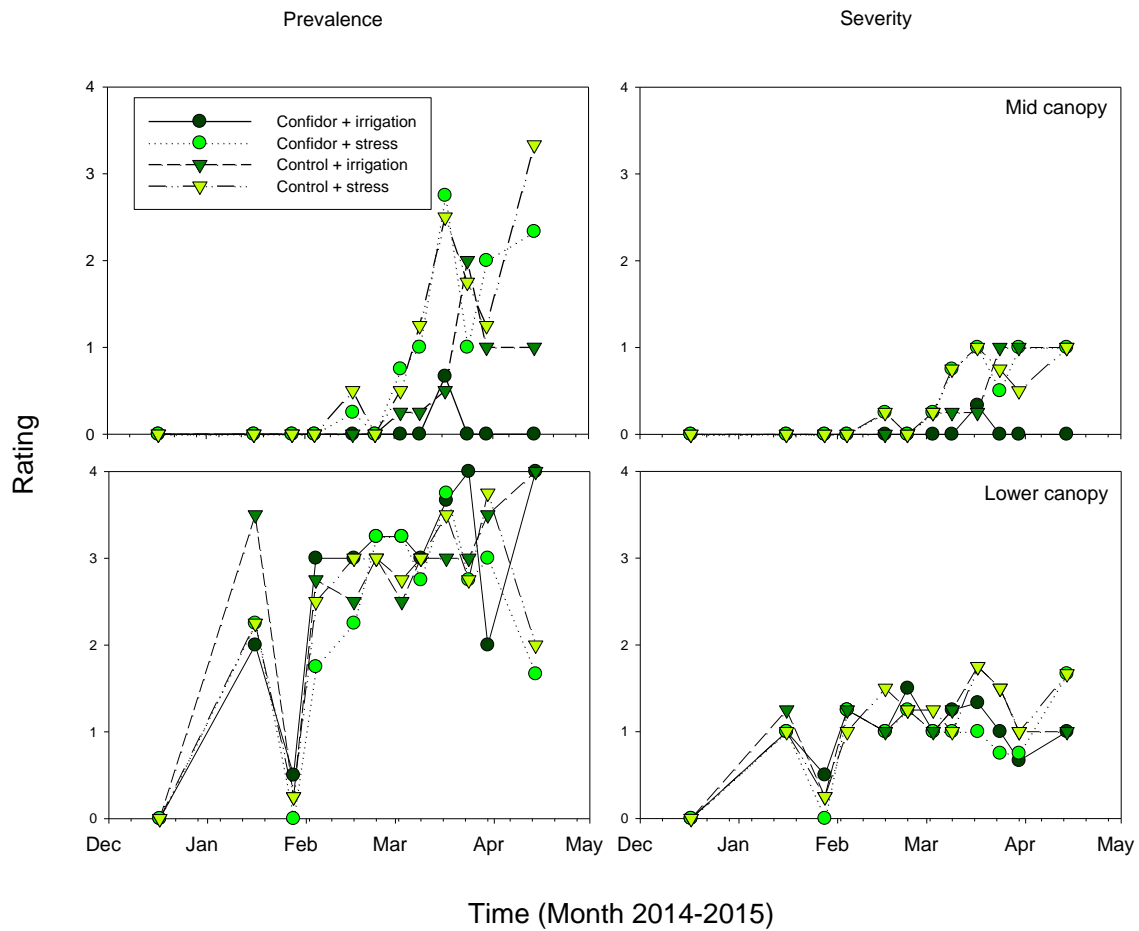 Prevalence
Severity
4
3
2
1
0
Confidor + irrigation
Confidor + stress
Control + irrigation
Control + stress
4
3
2
1
0
Mid canopy
Rating
4
3
2
1
0
Dec Jan Feb Mar Apr May
4
3
2
1
0
Lower canopy
Dec Jan Feb Mar Apr May
Time (Month 2014-2015)